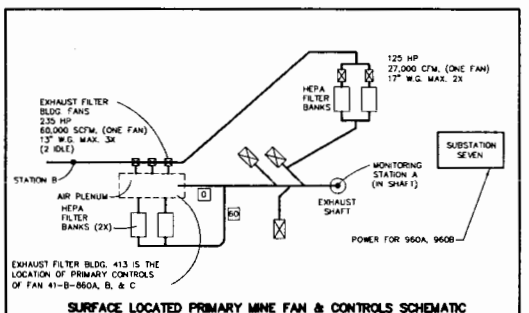 125 HP
27,000 CFM, (ONE FAN)
17" W.G. MAX. 2X
HEPA
FILTER
BANKS
EXHAUST FILTER
BLDG. FANS
235 HP
60,000 SCFM, (ONE FAN)
13" W.G. MAX. 3X
(2 IDLE)
SUBSTATION
SEVEN
STATION B
MONITORING
STATION A
(IN SHAFT)
AIR PLENUM
0
EXHAUST
SHAFT
HEPA
FILTER
BANKS (2X)
60
POWER FOR 960A, 960B
EXHAUST FILTER BLDG. 413 IS THE
LOCATION OF PRIMARY CONTROLS
OF FAN 41-B-860A, B, & C
SURFACE LOCATED PRIMARY MINE FAN & CONTROLS SCHEMATIC